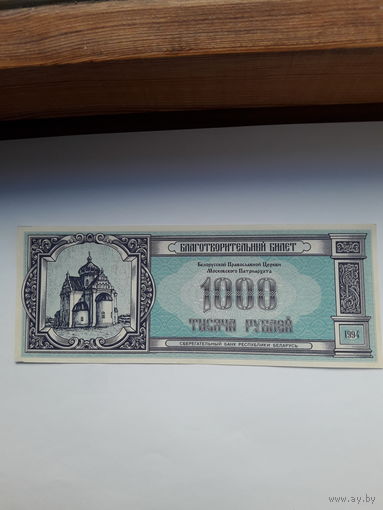 БЛАГОТВОРИТЕЛЬНЫЙ БИЛЕТ
Белорусской Православной Церкви
Московского Патриархата
1000
ТЫСЯЧА РУБЛЕЙ
СБЕРЕГАТЕЛЬНЫЙ БАНК РЕСПУБЛИКИ БЕЛАРУСЬ
1994
www.ay.by